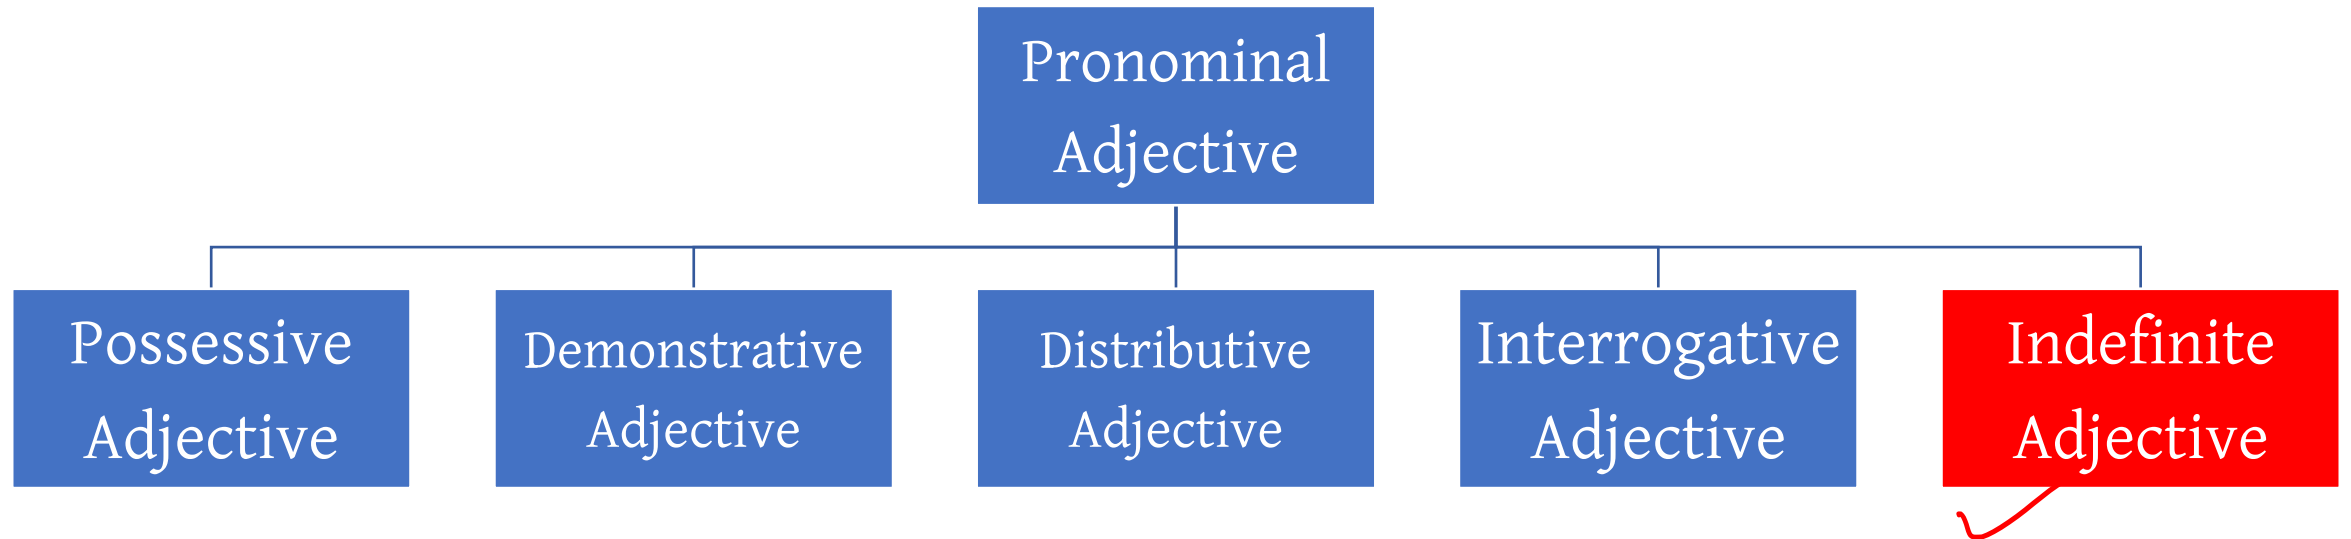 Pronominal
Adjective
Possessive
Adjective
Demonstrative
Adjective
Distributive
Adjective
Interrogative
Adjective
Indefinite
Adjective